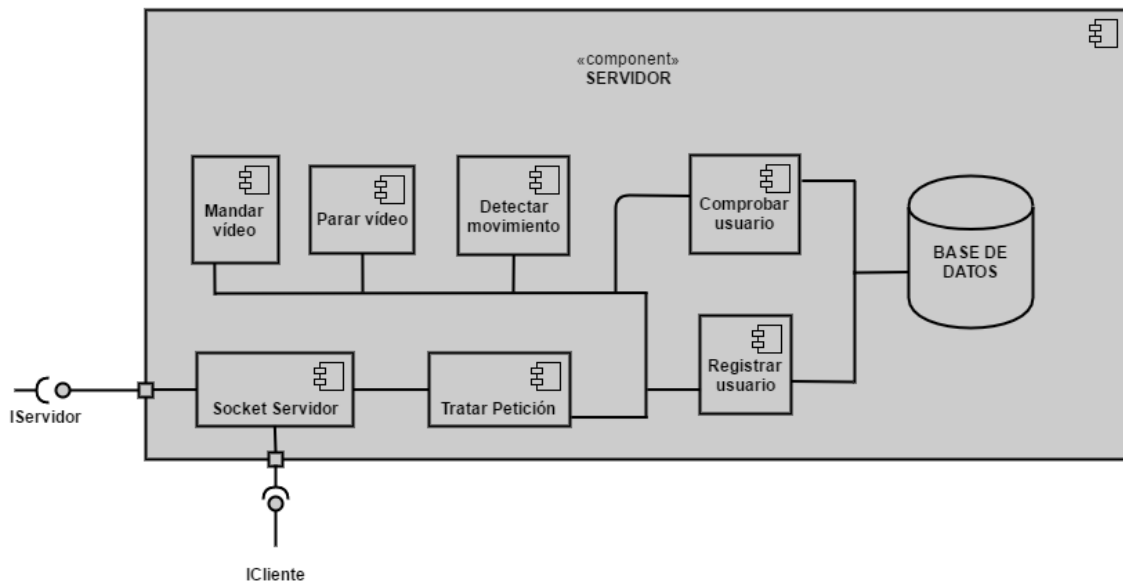 «component»
SERVIDOR
Mandar
vídeo
Parar vídeo
Detectar
movimiento
Comprobar
usuario
BASE DE
DATOS
Registrar
usuario
Socket Servidor
Tratar Petición
IServidor
ICliente